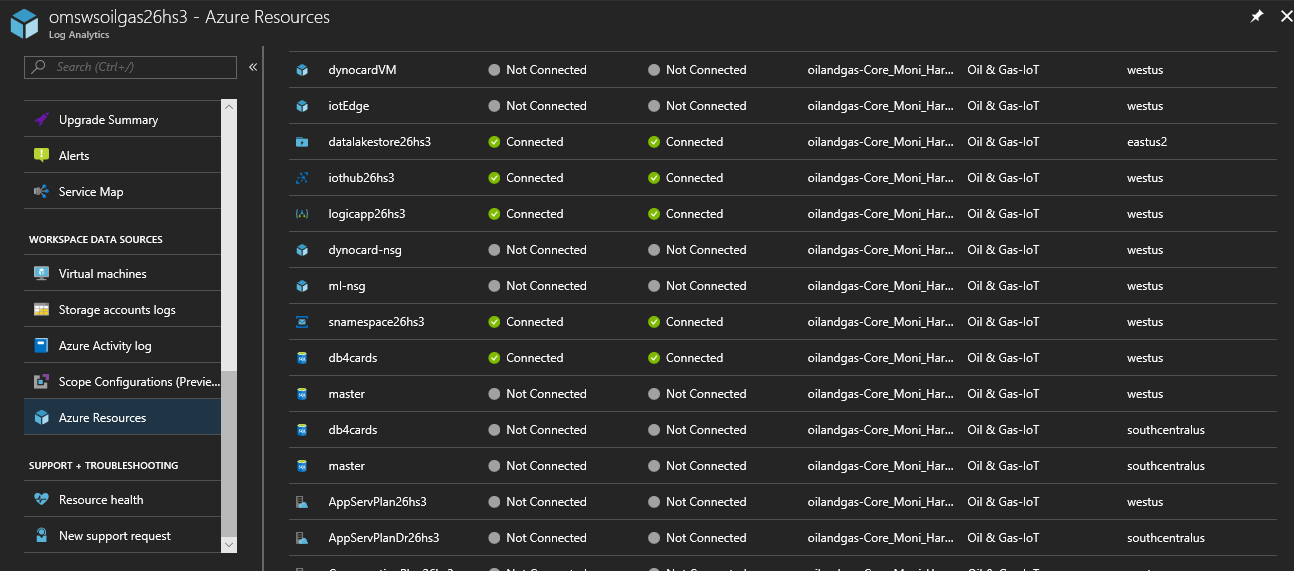 omswsoilgas26hs3 - Azure Resources
Log Analytics
Search (Ctrl+/)
«
Upgrade Summary
Alerts
Service Map
WORKSPACE DATA SOURCES
Virtual machines
Storage accounts logs
Azure Activity log
Scope Configurations (Previe...
Azure Resources
SUPPORT + TROUBLESHOOTING
Resource health
New support request
dynocardVM Not Connected Not Connected oilandgas-Core_Moni_Har... Oil & Gas-IoT westus
iotEdge Not Connected Not Connected oilandgas-Core_Moni_Har... Oil & Gas-IoT westus
datalakestore26hs3 Connected Connected oilandgas-Core_Moni_Har... Oil & Gas-IoT eastus2
iothub26hs3 Connected Connected oilandgas-Core_Moni_Har... Oil & Gas-IoT westus
logicapp26hs3 Connected Connected oilandgas-Core_Moni_Har... Oil & Gas-IoT westus
dynocard-nsg Not Connected Not Connected oilandgas-Core_Moni_Har... Oil & Gas-IoT westus
ml-nsg Not Connected Not Connected oilandgas-Core_Moni_Har... Oil & Gas-IoT westus
snamespace26hs3 Connected Connected oilandgas-Core_Moni_Har... Oil & Gas-IoT westus
db4cards Connected Connected oilandgas-Core_Moni_Har... Oil & Gas-IoT westus
master Not Connected Not Connected oilandgas-Core_Moni_Har... Oil & Gas-IoT westus
db4cards Not Connected Not Connected oilandgas-Core_Moni_Har... Oil & Gas-IoT southcentralus
master Not Connected Not Connected oilandgas-Core_Moni_Har... Oil & Gas-IoT southcentralus
AppServPlan26hs3 Not Connected Not Connected oilandgas-Core_Moni_Har... Oil & Gas-IoT westus
AppServPlanDr26hs3 Not Connected Not Connected oilandgas-Core_Moni_Har... Oil & Gas-IoT southcentralus